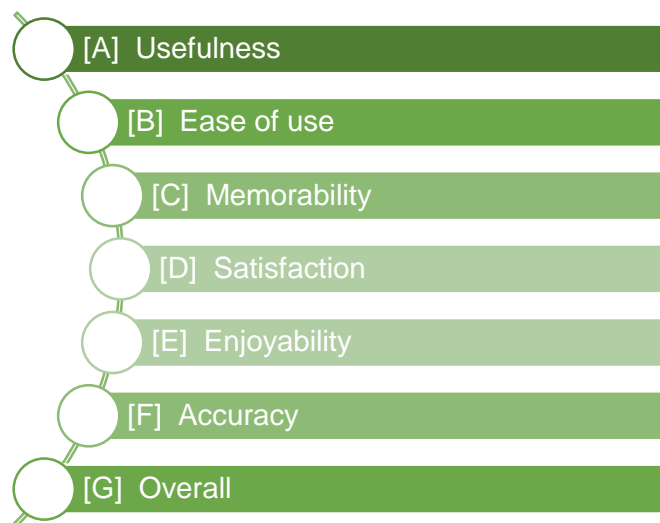 [A] Usefulness
[B] Ease of use
[C] Memorability
[D] Satisfaction
[E] Enjoyability
[F] Accuracy
[G] Overall